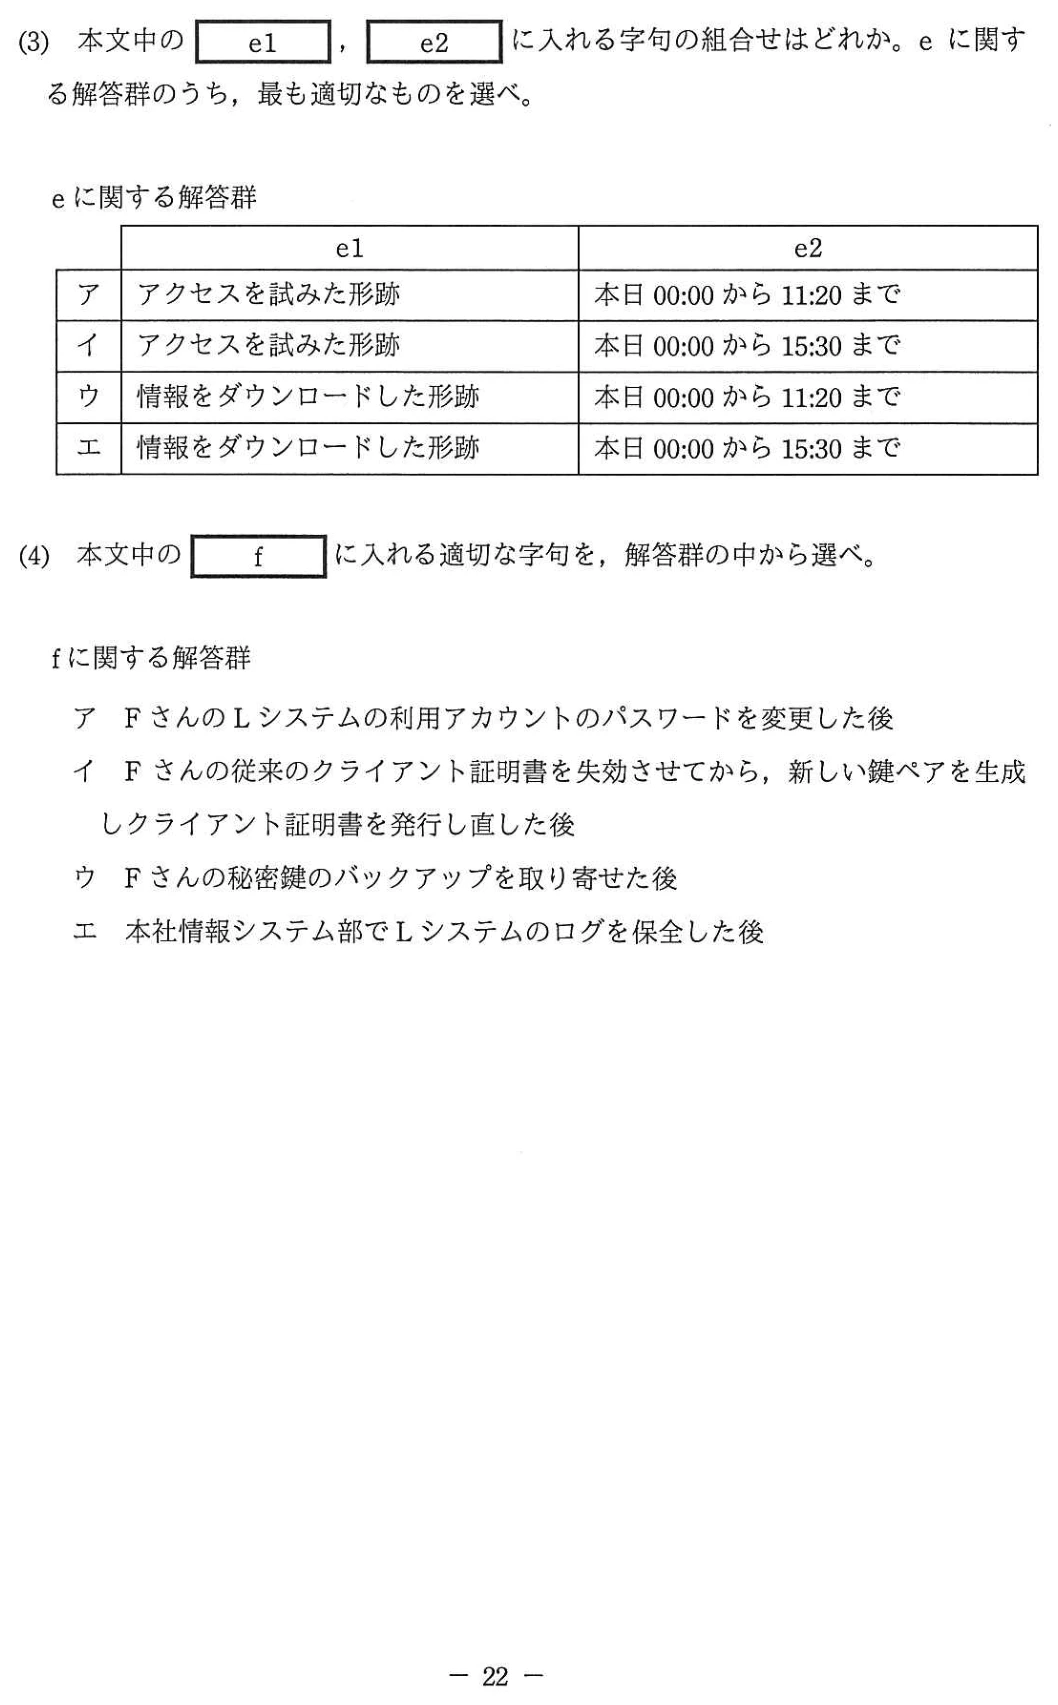 (3) 本文中の e1 ， e2 に入れる字句の組合せはどれか。e に関す
る解答群のうち，最も適切なものを選べ。
e に関する解答群
e1 e2
ア アクセスを試みた形跡 本日 00:00 から 11:20 まで
イ アクセスを試みた形跡 本日 00:00 から 15:30 まで
ウ 情報をダウンロードした形跡 本日 00:00 から 11:20 まで
エ 情報をダウンロードした形跡 本日 00:00 から 15:30 まで
(4) 本文中の f に入れる適切な字句を，解答群の中から選べ。
f に関する解答群
ア F さんの L システムの利用アカウントのパスワードを変更した後
イ F さんの従来のクライアント証明書を失効させてから，新しい鍵ペアを生成
しクライアント証明書を発行し直した後
ウ F さんの秘密鍵のバックアップを取り寄せた後
エ 本社情報システム部で L システムのログを保全した後
— 22 —